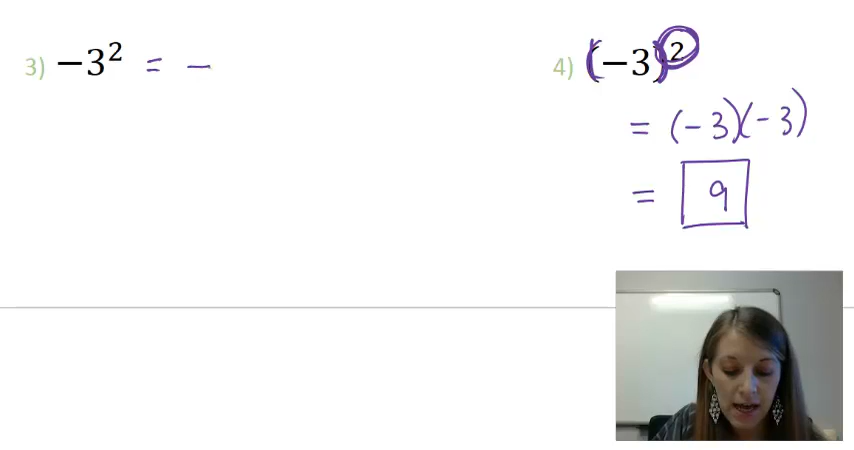 3) −3² = −
4) (−3)²
= (−3)(−3)
= 9